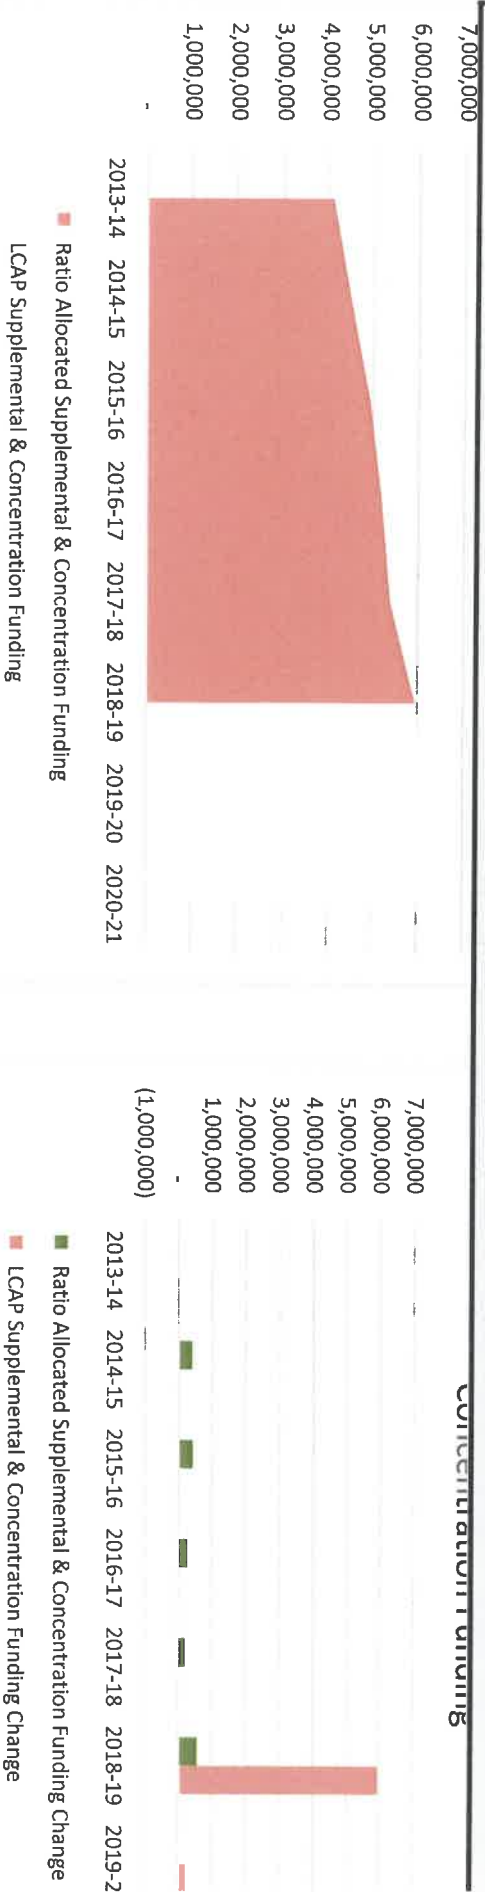 7,000,000
6,000,000
5,000,000
4,000,000
3,000,000
2,000,000
1,000,000
-
2013-14 2014-15 2015-16 2016-17 2017-18 2018-19 2019-20 2020-21
Ratio Allocated Supplemental & Concentration Funding
LCAP Supplemental & Concentration Funding
Concentration Funding
7,000,000
6,000,000
5,000,000
4,000,000
3,000,000
2,000,000
1,000,000
-
(1,000,000)
2013-14 2014-15 2015-16 2016-17 2017-18 2018-19 2019-2
Ratio Allocated Supplemental & Concentration Funding Change
LCAP Supplemental & Concentration Funding Change